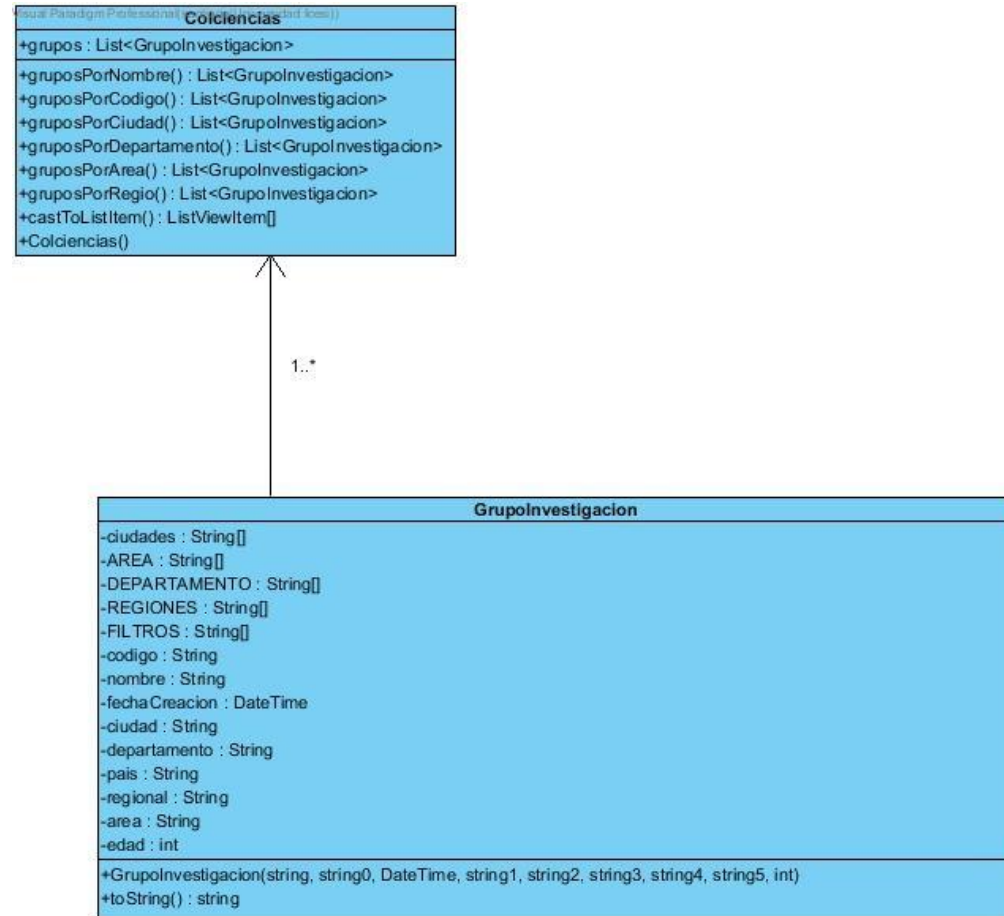 Visual Paradigm Professional
Colciencias
+grupos : List<GrupoInvestigacion>
+gruposPorNombre() : List<GrupoInvestigacion>
+gruposPorCodigo() : List<GrupoInvestigacion>
+gruposPorCiudad() : List<GrupoInvestigacion>
+gruposPorDepartamento() : List<GrupoInvestigacion>
+gruposPorArea() : List<GrupoInvestigacion>
+gruposPorRegio() : List<GrupoInvestigacion>
+castToListItem() : ListViewItem[]
+Colciencias()
1..*
GrupoInvestigacion
-ciudades : String[]
-AREA : String[]
-DEPARTAMENTO : String[]
-REGIONES : String[]
-FILTROS : String[]
-codigo : String
-nombre : String
-fechaCreacion : DateTime
-ciudad : String
-departamento : String
-pais : String
-regional : String
-area : String
-edad : int
+GrupoInvestigacion(string, string0, DateTime, string1, string2, string3, string4, string5, int)
+toString() : string